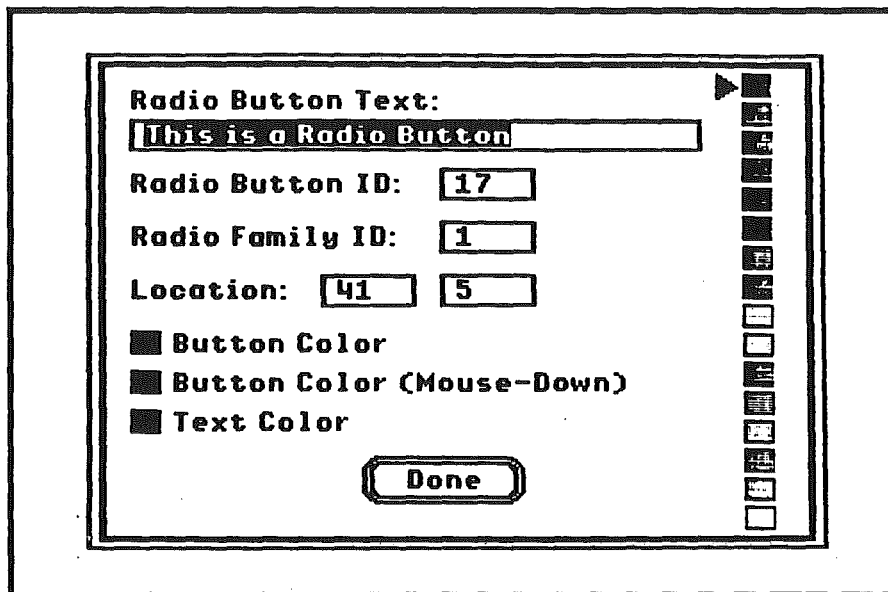 Radio Button Text:
This is a Radio Button
Radio Button ID: 17
Radio Family ID: 1
Location: 41 5
Button Color
Button Color (Mouse-Down)
Text Color
Done